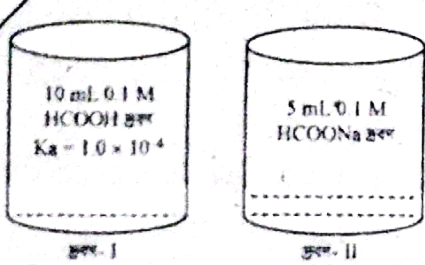 10 mL 0.1 M
HCOOH দ্রবণ
Ka = 1.0 × 10⁻⁴
দ্রবণ- I
5 mL 0.1 M
HCOONa দ্রবণ
দ্রবণ- II